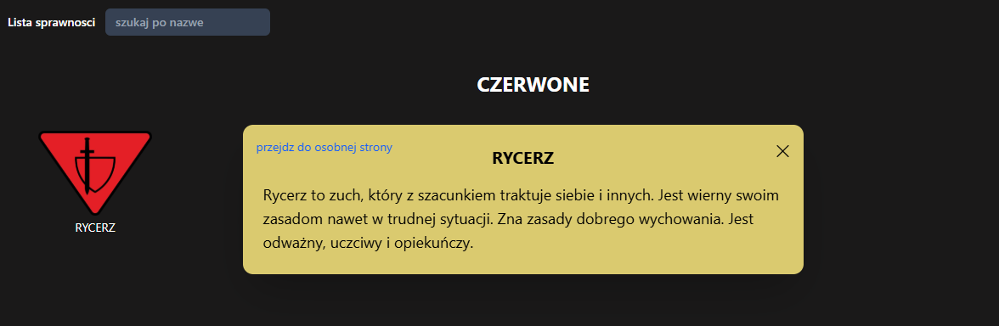 Lista sprawnosci
szukaj po nazwe
CZERWONE
RYCERZ
przejdz do osobnej strony
RYCERZ
Rycerz to zuch, który z szacunkiem traktuje siebie i innych. Jest wierny swoim
zasadom nawet w trudnej sytuacji. Zna zasady dobrego wychowania. Jest
odważny, uczciwy i opiekuńczy.